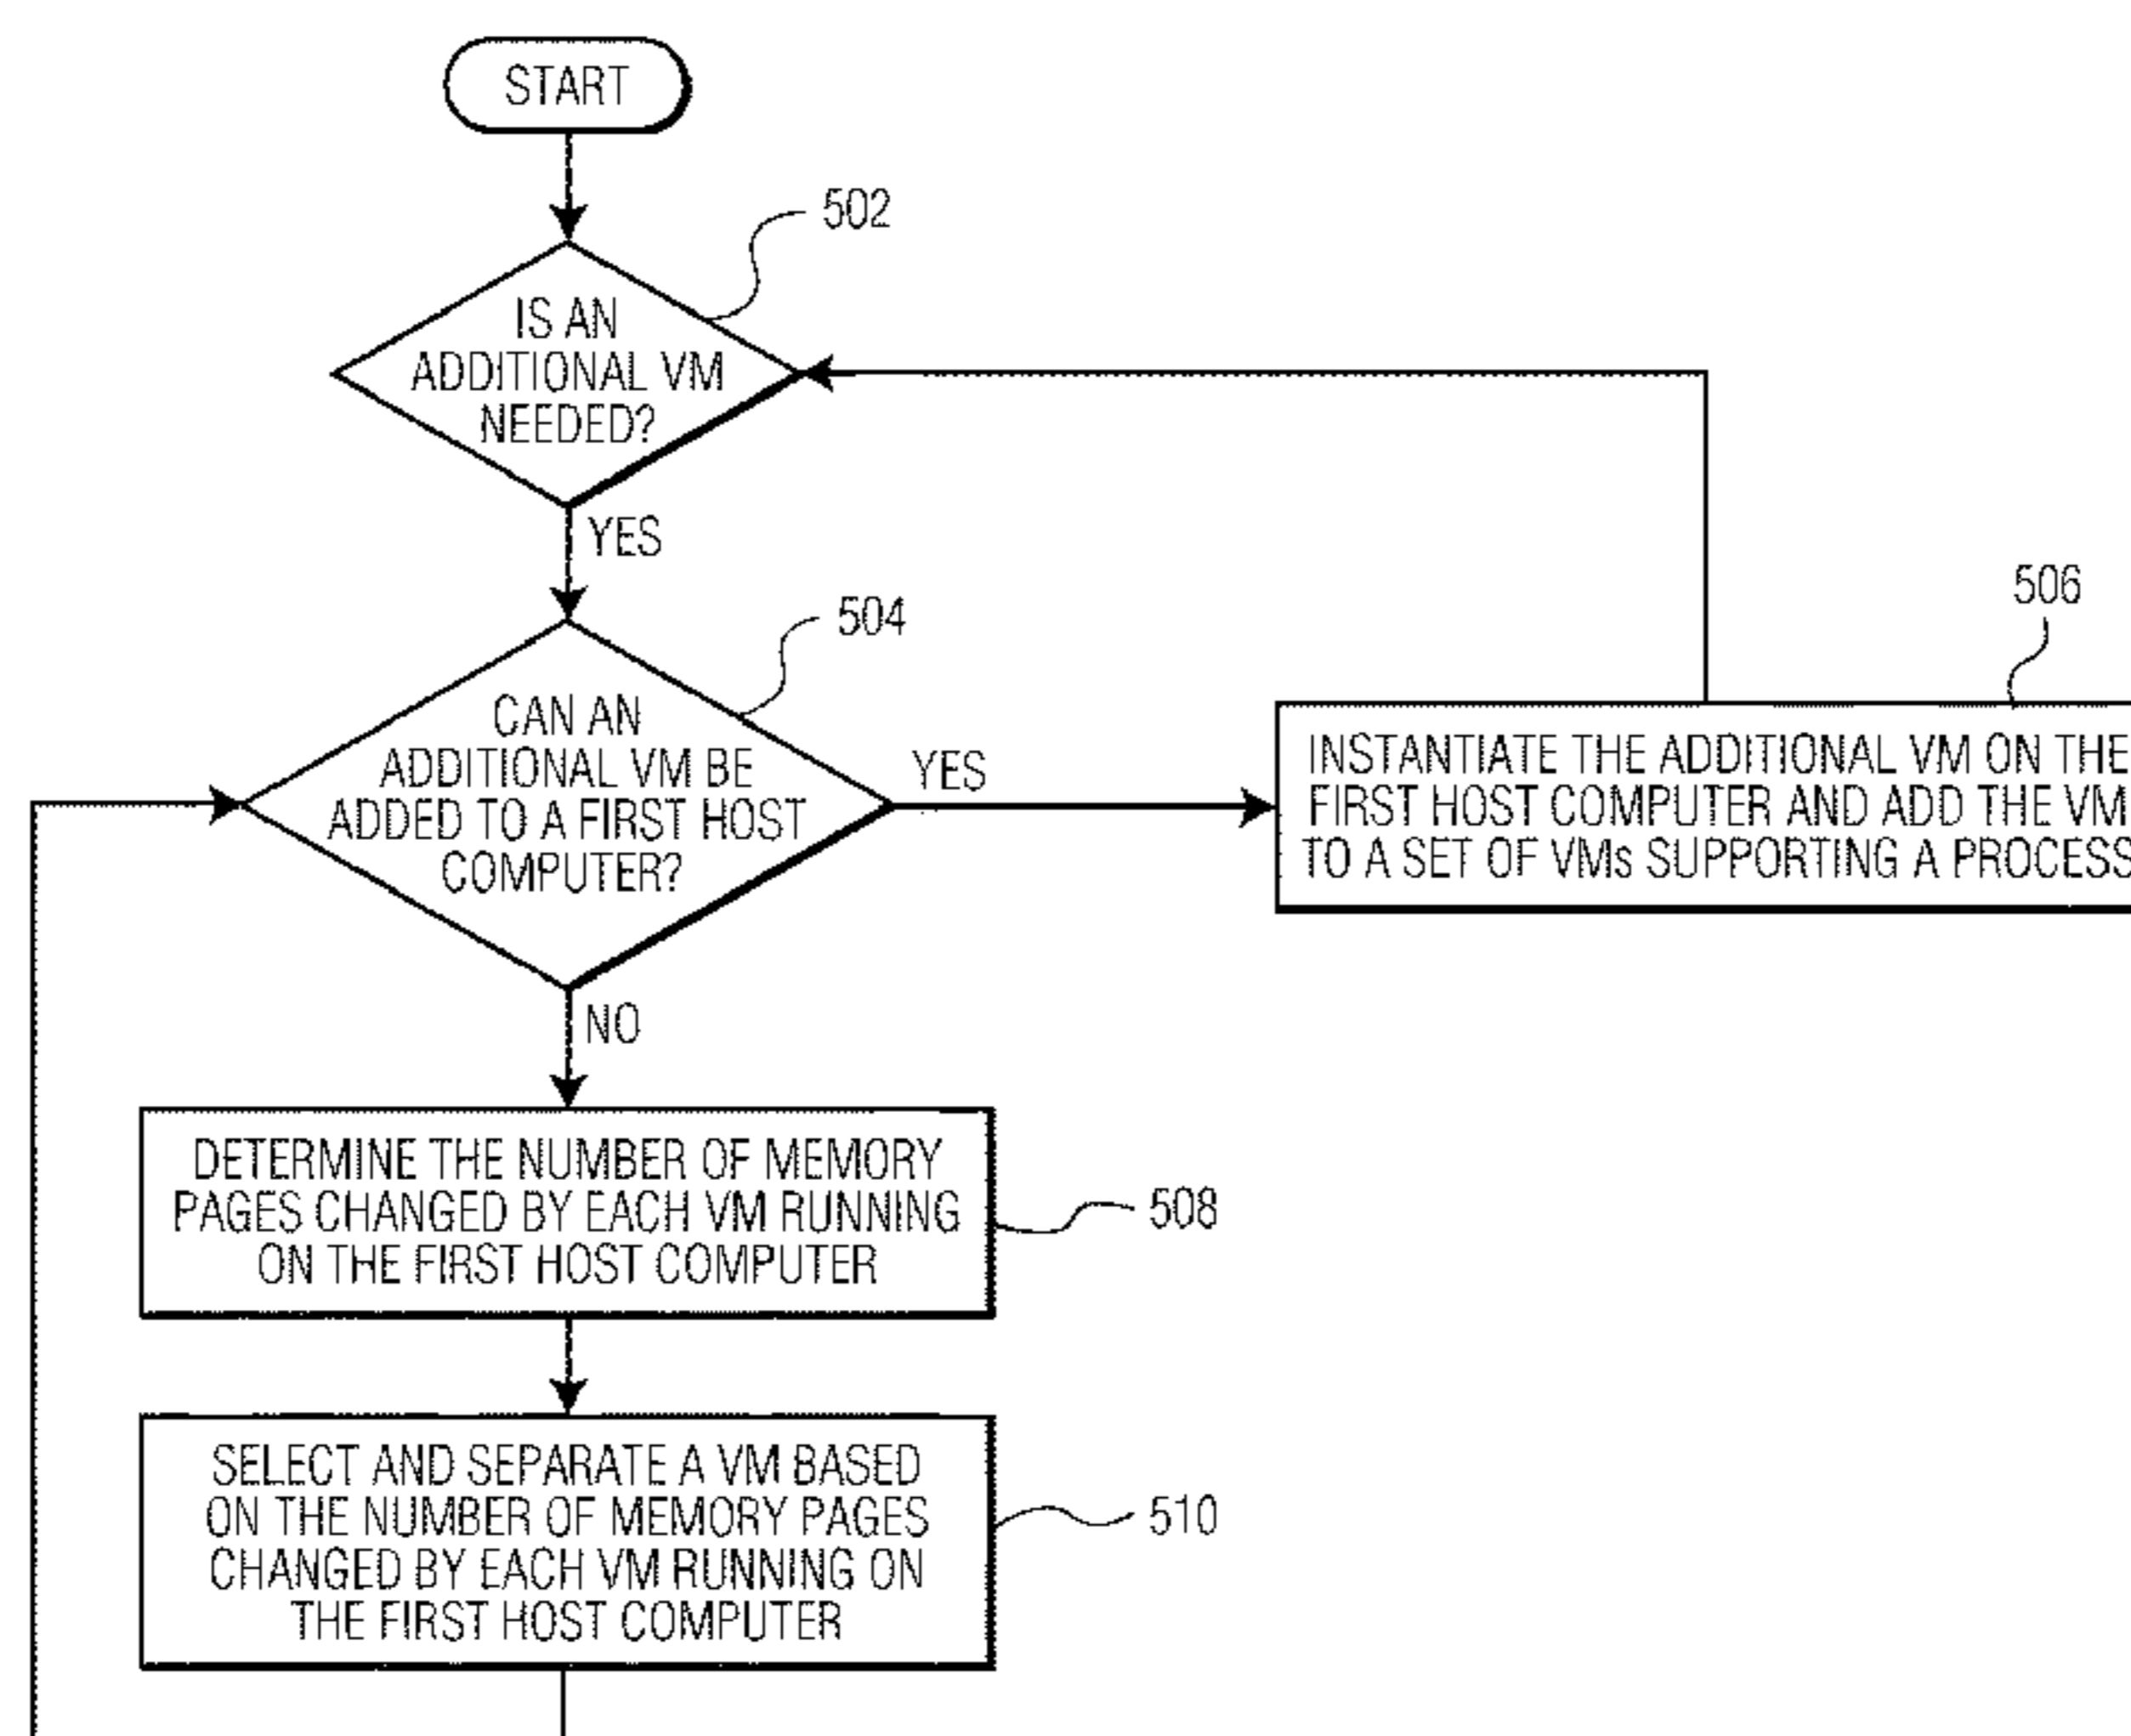 START
502
IS AN
ADDITIONAL VM
NEEDED?
YES
504
506
CAN AN
ADDITIONAL VM BE
ADDED TO A FIRST HOST
COMPUTER?
YES
INSTANTIATE THE ADDITIONAL VM ON THE
FIRST HOST COMPUTER AND ADD THE VM
TO A SET OF VMs SUPPORTING A PROCESS
NO
DETERMINE THE NUMBER OF MEMORY
PAGES CHANGED BY EACH VM RUNNING
ON THE FIRST HOST COMPUTER
508
SELECT AND SEPARATE A VM BASED
ON THE NUMBER OF MEMORY PAGES
CHANGED BY EACH VM RUNNING ON
THE FIRST HOST COMPUTER
510